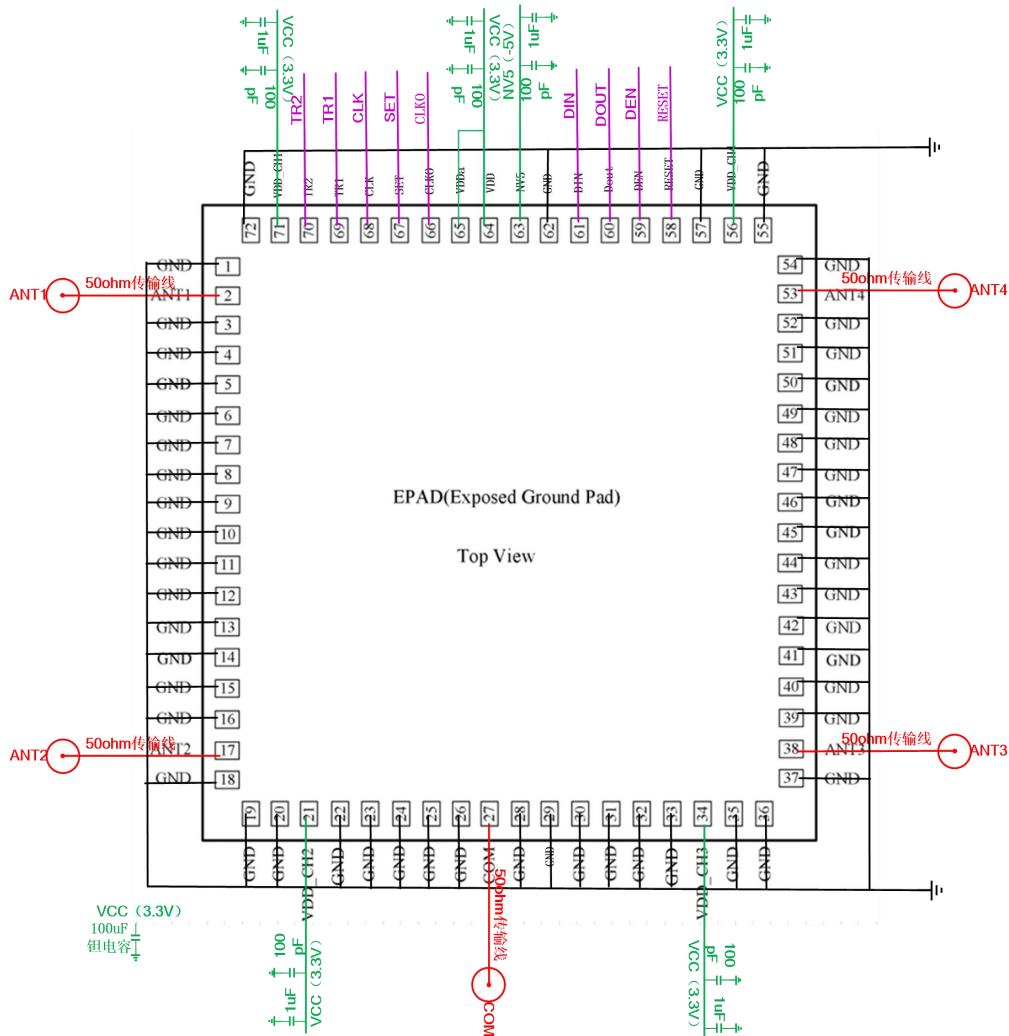 VCC（3.3V）
1uF
100
pF
TR2
TR1
CLK
SET
CLKO
VCC（3.3V）
1uF
100
pF
NV5（-5V）
1uF
100
pF
DIN
DOUT
DEN
RESET
VCC（3.3V）
1uF
100
pF
GND
VDD_CH1
TR2
TR1
CLK
SET
CLKO
VDDa
VDD
NV5
GND
DIN
Dout
DEN
RESET
GND
VDD_CH4
GND
72 71 70 69 68 67 66 65 64 63 62 61 60 59 58 57 56 55
GND 1
ANT1 50ohm传输线 ANT1 2
GND 3
GND 4
GND 5
GND 6
GND 7
GND 8
GND 9
GND 10
GND 11
GND 12
GND 13
GND 14
GND 15
GND 16
ANT2 50ohm传输线 ANT2 17
GND 18
EPAD(Exposed Ground Pad)
Top View
54 GND
53 ANT4 50ohm传输线 ANT4
52 GND
51 GND
50 GND
49 GND
48 GND
47 GND
46 GND
45 GND
44 GND
43 GND
42 GND
41 GND
40 GND
39 GND
38 ANT3 50ohm传输线 ANT3
37 GND
19 20 21 22 23 24 25 26 27 28 29 30 31 32 33 34 35 36
GND
GND
VDD_CH2
GND
GND
GND
GND
GND
COM
GND
GND
GND
GND
GND
GND
VDD_CH3
GND
GND
VCC（3.3V）
100uF
钽电容
100
pF
1uF
VCC（3.3V）
50ohm传输线
COM
100
pF
VCC（3.3V）
1uF